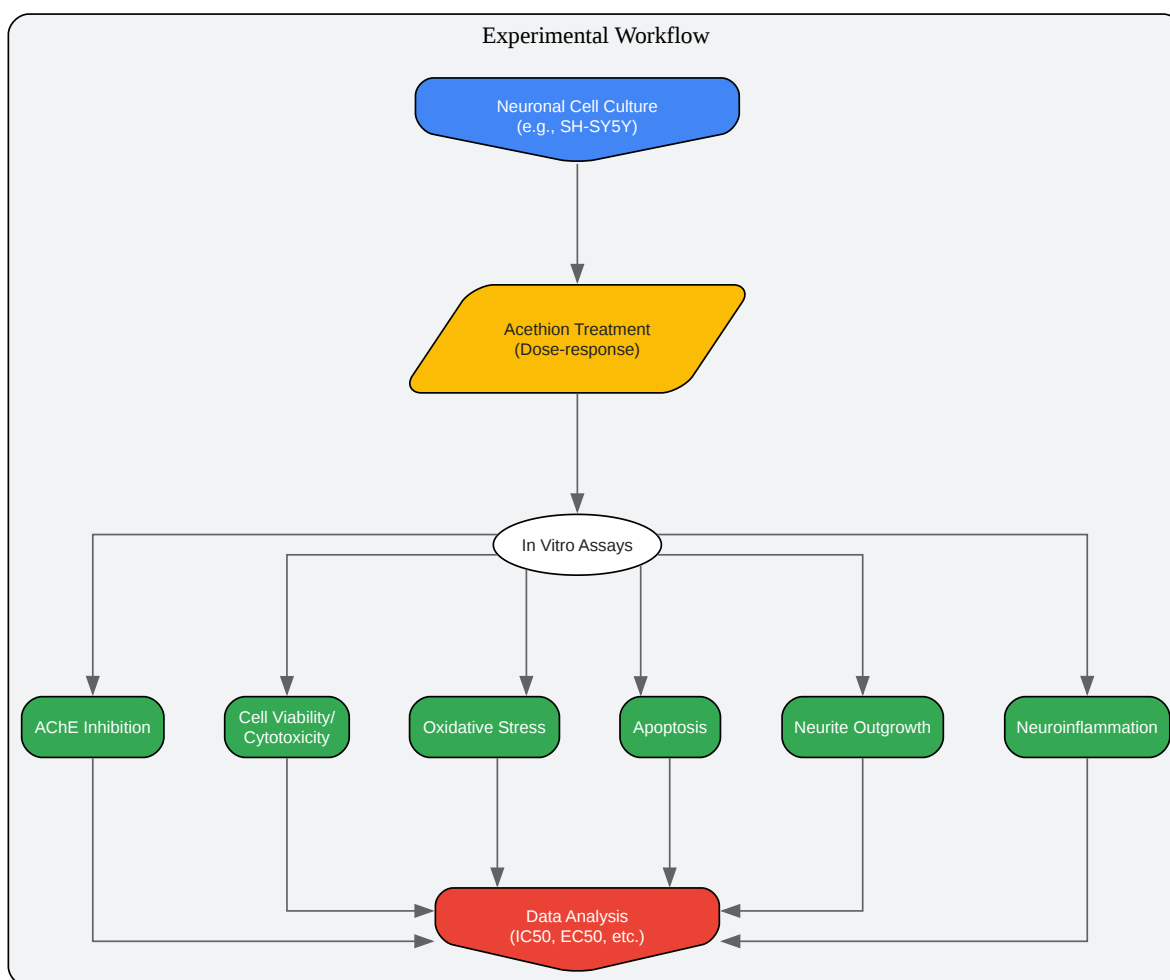 Experimental Workflow
Neuronal Cell Culture
(e.g., SH-SY5Y)
Acethion Treatment
(Dose-response)
In Vitro Assays
AChE Inhibition
Cell Viability/
Cytotoxicity
Oxidative Stress
Apoptosis
Neurite Outgrowth
Neuroinflammation
Data Analysis
(IC50, EC50, etc.)